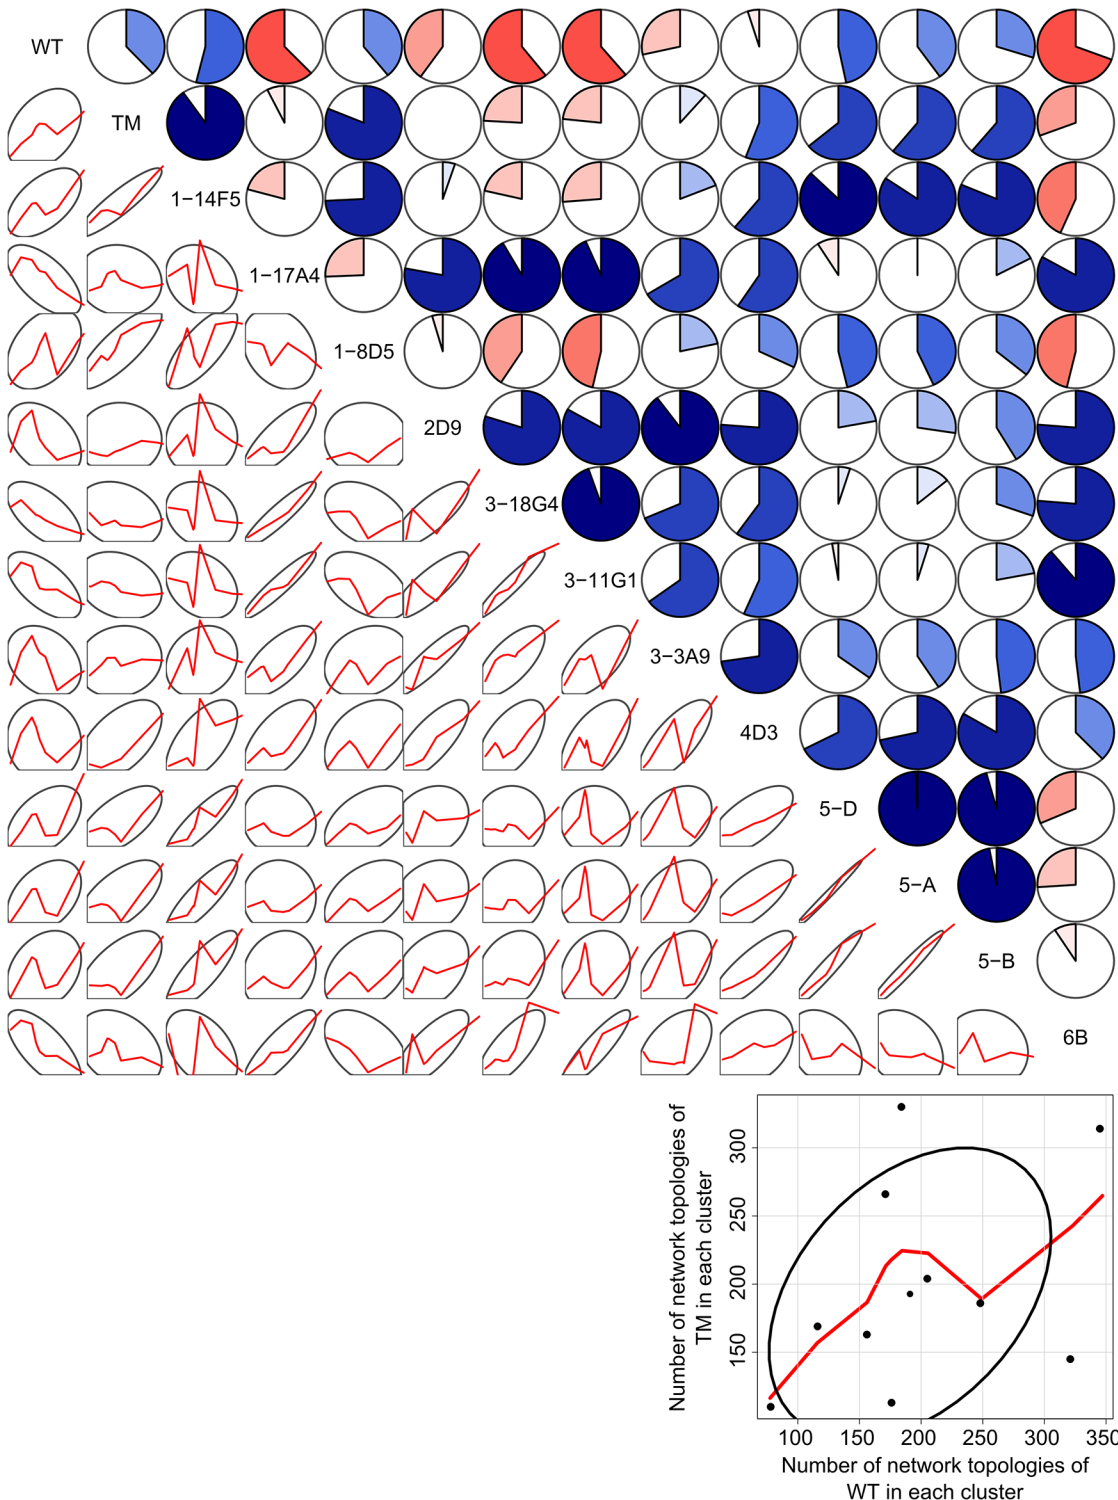 WT
TM
1−14F5
1−17A4
1−8D5
2D9
3−18G4
3−11G1
3−3A9
4D3
5−D
5−A
5−B
6B
Number of network topologies of
TM in each cluster
300
250
200
150
100 150 200 250 300 350
Number of network topologies of
WT in each cluster